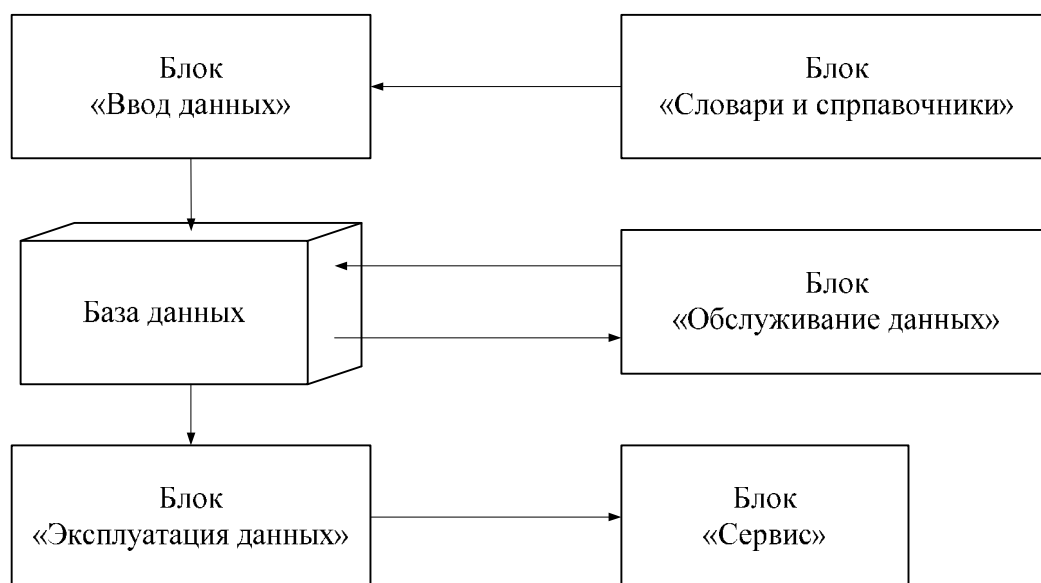 Блок
«Ввод данных»
Блок
«Словари и спрпавочники»
База данных
Блок
«Обслуживание данных»
Блок
«Эксплуатация данных»
Блок
«Сервис»